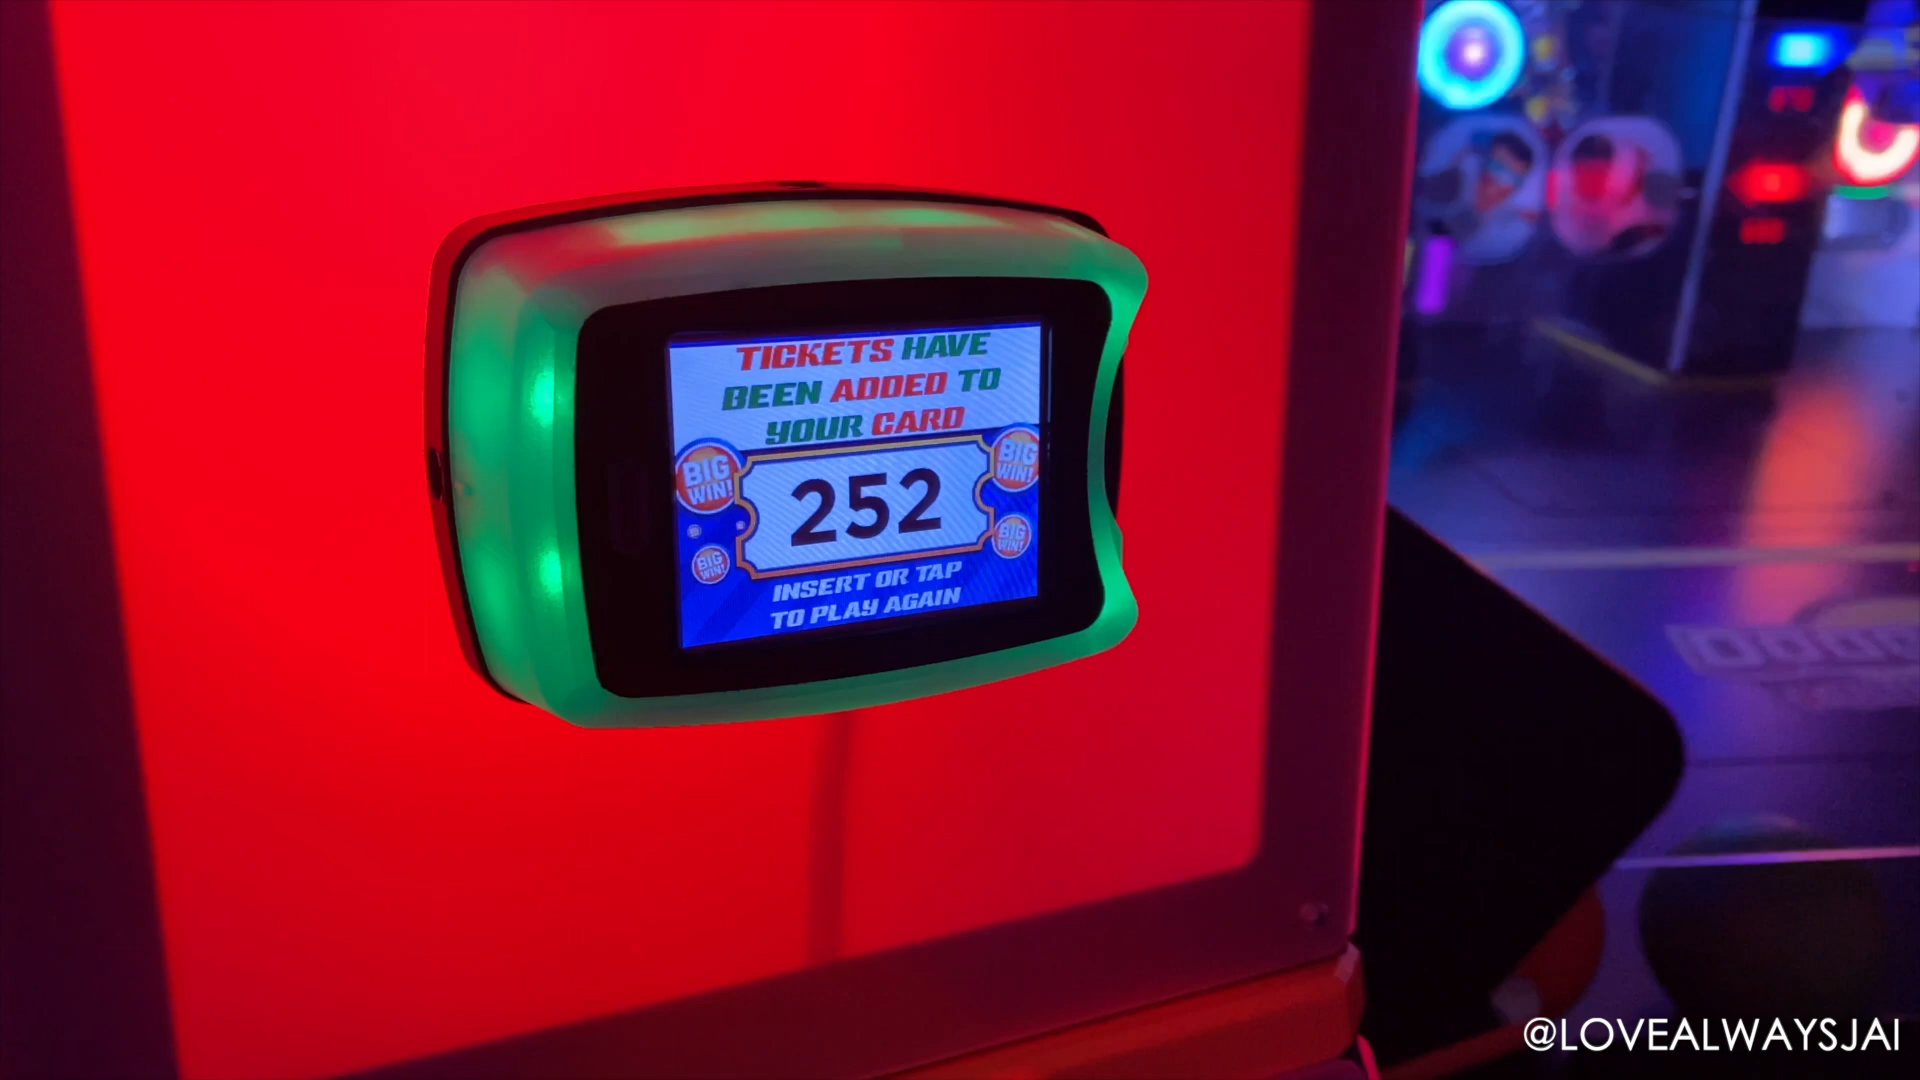 TICKETS HAVE
BEEN ADDED TO
YOUR CARD
BIG
WIN!
BIG
WIN!
252
BIG
WIN!
BIG
WIN!
INSERT OR TAP
TO PLAY AGAIN
@LOVEALWAYSJAI